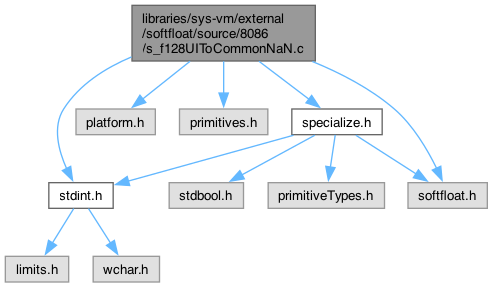 libraries/sys-vm/external
/softfloat/source/8086
/s_f128UIToCommonNaN.c
platform.h
primitives.h
specialize.h
stdint.h
stdbool.h
primitiveTypes.h
softfloat.h
limits.h
wchar.h